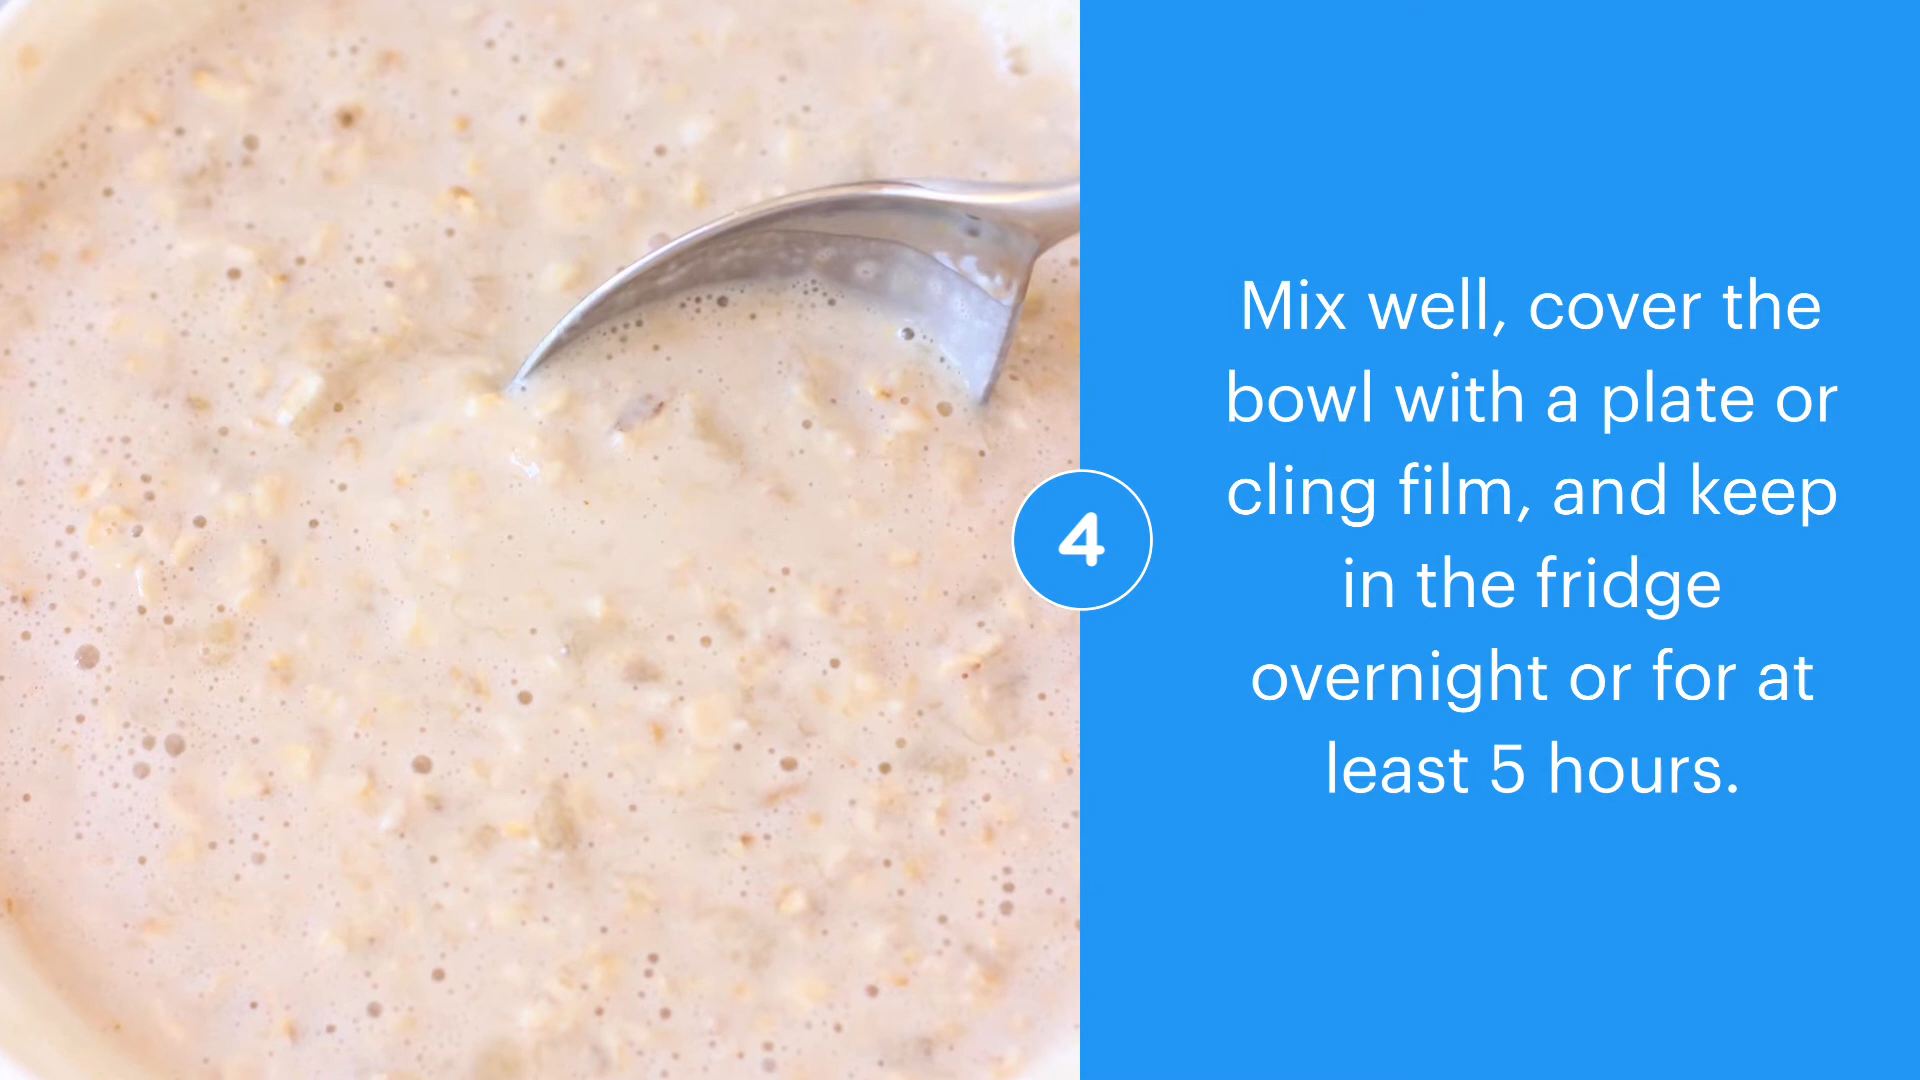 4
Mix well, cover the
bowl with a plate or
cling film, and keep
in the fridge
overnight or for at
least 5 hours.